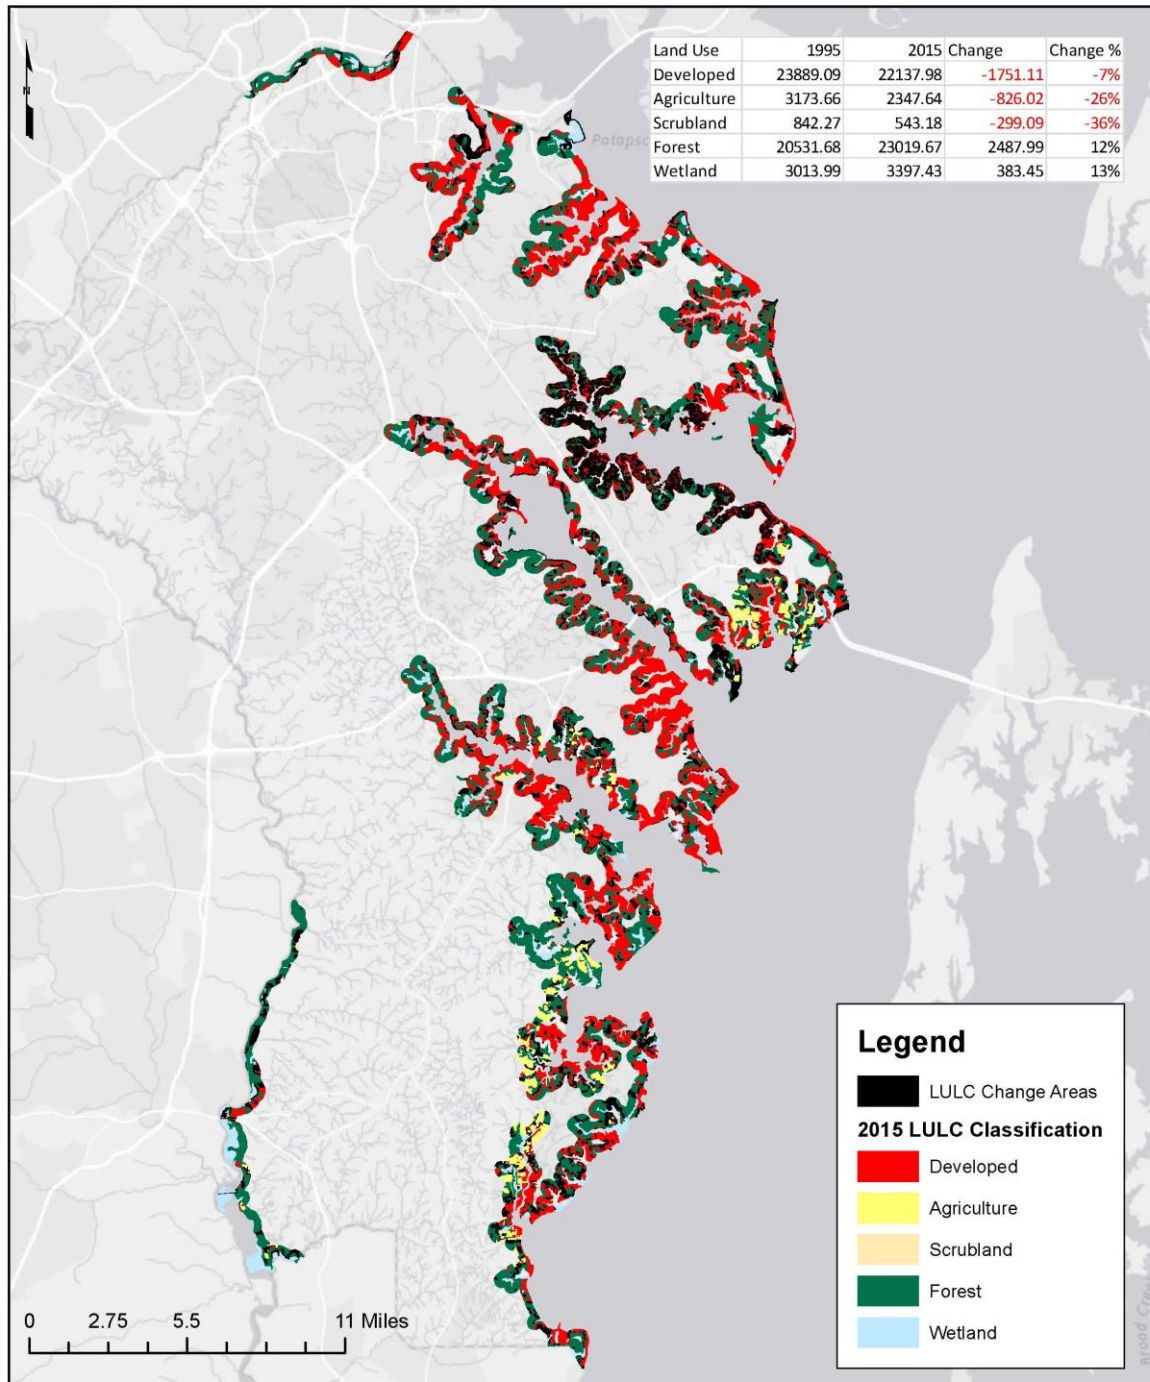 N
Land Use 1995 2015 Change Change %
Developed 23889.09 22137.98 -1751.11 -7%
Agriculture 3173.66 2347.64 -826.02 -26%
Scrubland 842.27 543.18 -299.09 -36%
Forest 20531.68 23019.67 2487.99 12%
Wetland 3013.99 3397.43 383.45 13%
Legend
LULC Change Areas
2015 LULC Classification
Developed
Agriculture
Scrubland
Forest
Wetland
0 2.75 5.5 11 Miles